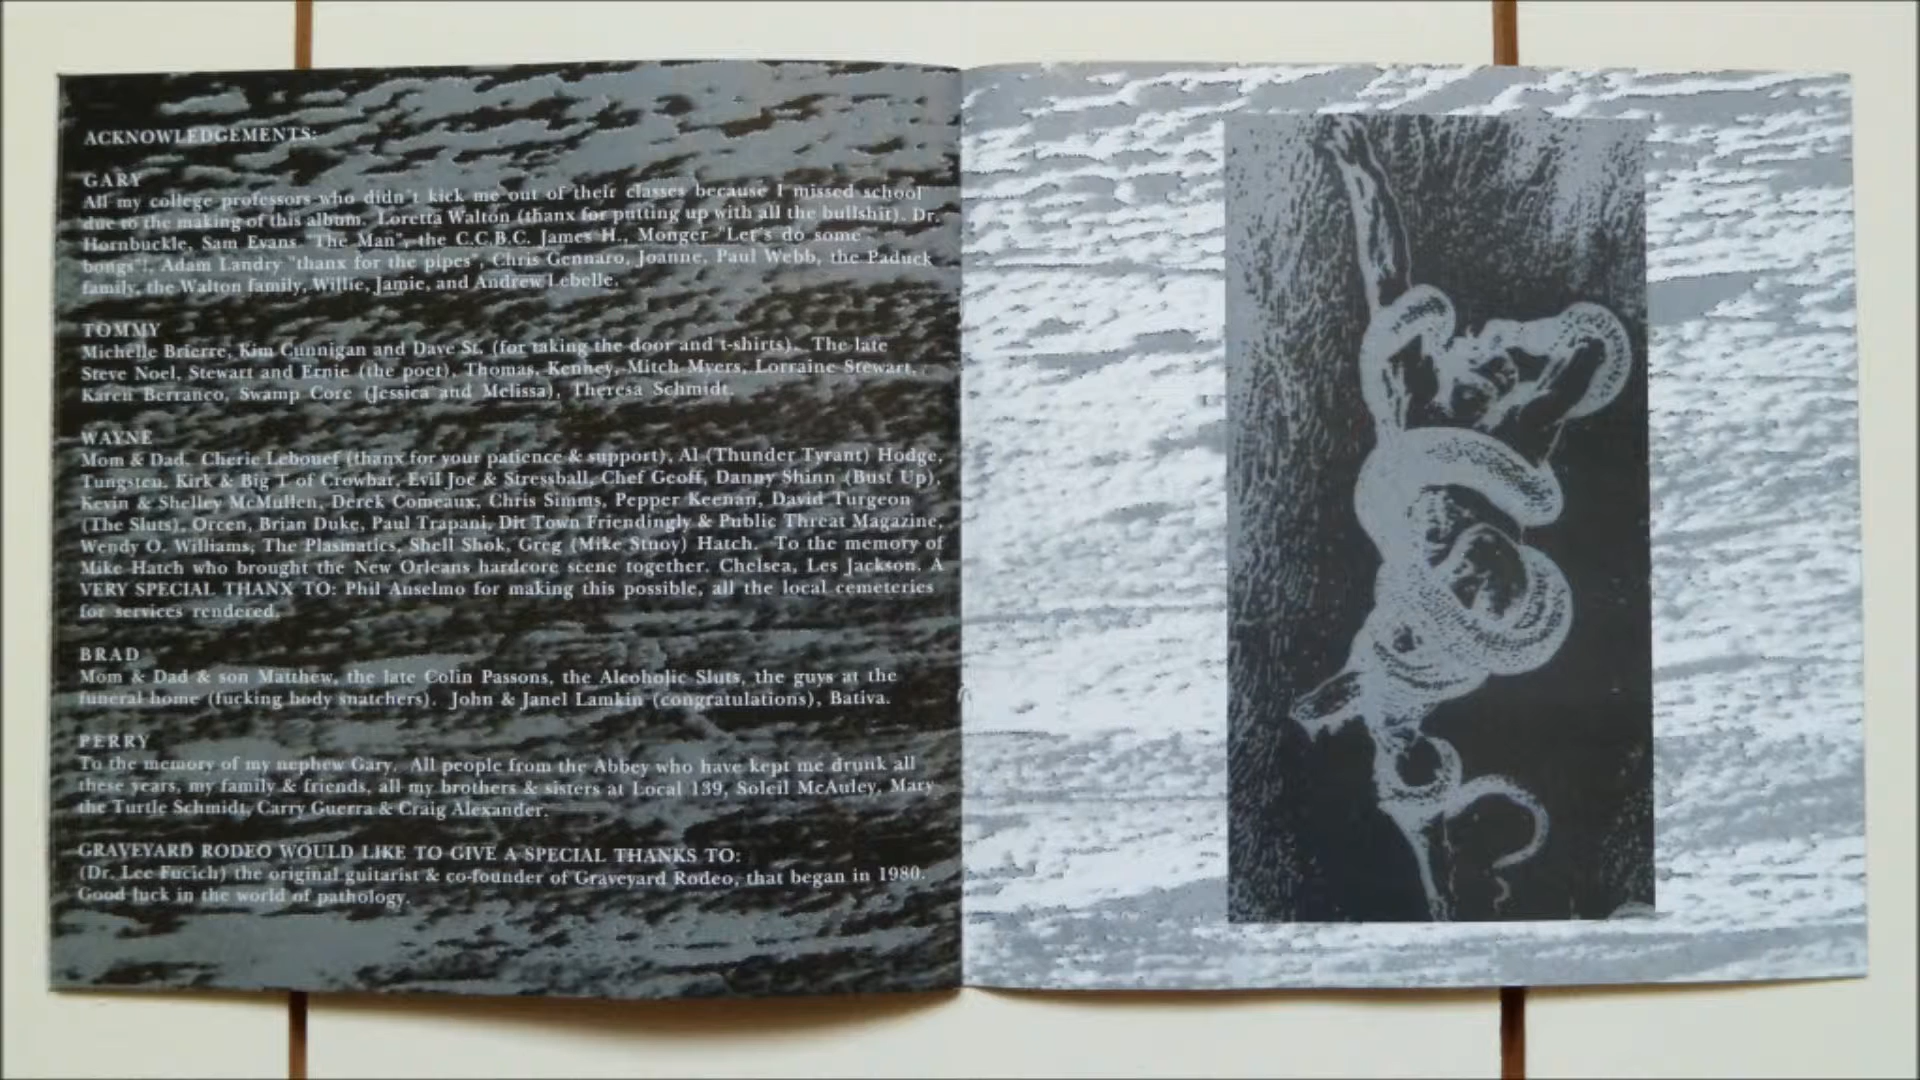 ACKNOWLEDGEMENTS:
GARY
All my college professors who didn't kick me out of their classes because I missed school
due to the making of this album. Loretta Walton (thanx for putting up with all the bullshit). Dr.
Hornbuckle, Sam Evans "The Man", the C.C.B.C. James H., Monger "Let's do some
bongs"!, Adam Landry "thanx for the pipes", Chris Gennaro, Joanne, Paul Webb, the Paduck
family, the Walton family, Willie, Jamie, and Andrew Lebelle.
TOMMY
Michelle Brierre, Kim Cunnigan and Dave St. (for taking the door and t-shirts). The late
Steve Noel, Stewart and Ernie (the poet), Thomas, Kenney, Mitch Myers, Lorraine Stewart,
Karen Berranco, Swamp Core (Jessica and Melissa), Theresa Schmidt.
WAYNE
Mom & Dad. Cherie Lebouef (thanx for your patience & support), Al (Thunder Tyrant) Hodge,
Tungsten, Kirk & Big T of Crowbar, Evil Joe & Stressball, Chef Geoff, Danny Shinn (Bust Up),
Kevin & Shelley McMullen, Derek Comeaux, Chris Simms, Pepper Keenan, David Turgeon
(The Sluts), Orcen, Brian Duke, Paul Trapani, Dit Town Friendingly & Public Threat Magazine,
Wendy O. Williams, The Plasmatics, Shell Shok, Greg (Mike Stuoy) Hatch. To the memory of
Mike Hatch who brought the New Orleans hardcore scene together. Chelsea, Les Jackson. A
VERY SPECIAL THANX TO: Phil Anselmo for making this possible, all the local cemeteries
for services rendered.
BRAD
Mom & Dad & son Matthew, the late Colin Passons, the Alcoholic Sluts, the guys at the
funeral home (fucking body snatchers). John & Janel Lamkin (congratulations), Bativa.
PERRY
To the memory of my nephew Gary. All people from the Abbey who have kept me drunk all
these years, my family & friends, all my brothers & sisters at Local 139, Soleil McAuley, Mary
the Turtle Schmidt, Carry Guerra & Craig Alexander.
GRAVEYARD RODEO WOULD LIKE TO GIVE A SPECIAL THANKS TO:
(Dr. Lee Fucich) the original guitarist & co-founder of Graveyard Rodeo, that began in 1980.
Good luck in the world of pathology.